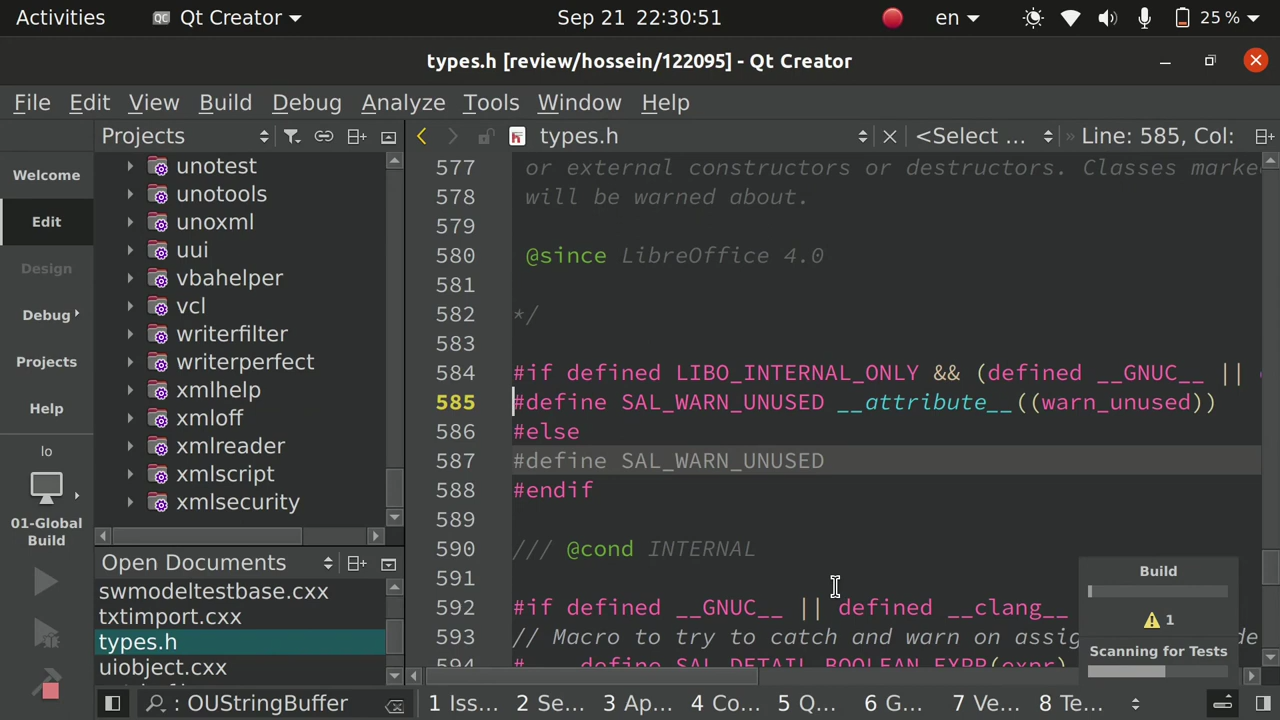 Activities Qt Creator Sep 21 22:30:51 en 25 %
types.h [review/hossein/122095] - Qt Creator
File Edit View Build Debug Analyze Tools Window Help
Projects types.h <Select ... » Line: 585, Col:
Welcome
Edit
Design
Debug
Projects
Help
lo
01-Global
Build
unotest
unotools
unoxml
uui
vbahelper
vcl
writerfilter
writerperfect
xmlhelp
xmloff
xmlreader
xmlscript
xmlsecurity
Open Documents
swmodeltestbase.cxx
txtimport.cxx
types.h
uiobject.cxx
577 or external constructors or destructors. Classes marke
578 will be warned about.
579
580 @since LibreOffice 4.0
581
582 */
583
584 #if defined LIBO_INTERNAL_ONLY && (defined __GNUC__ ||
585 #define SAL_WARN_UNUSED __attribute__((warn_unused))
586 #else
587 #define SAL_WARN_UNUSED
588 #endif
589
590 /// @cond INTERNAL
591
592 #if defined __GNUC__ || defined __clang__
593 // Macro to try to catch and warn on assig de
594 # define SAL_DETAIL_BOOLEAN_EXPR(expr)
Build
1
Scanning for Tests
: OUStringBuffer 1 Iss... 2 Se... 3 Ap... 4 Co... 5 Q... 6 G... 7 Ve... 8 Te...